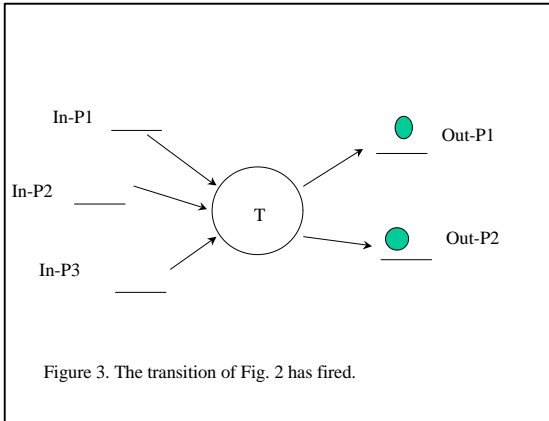 In-P1
Out-P1
In-P2
T
Out-P2
In-P3
Figure 3. The transition of Fig. 2 has fired.